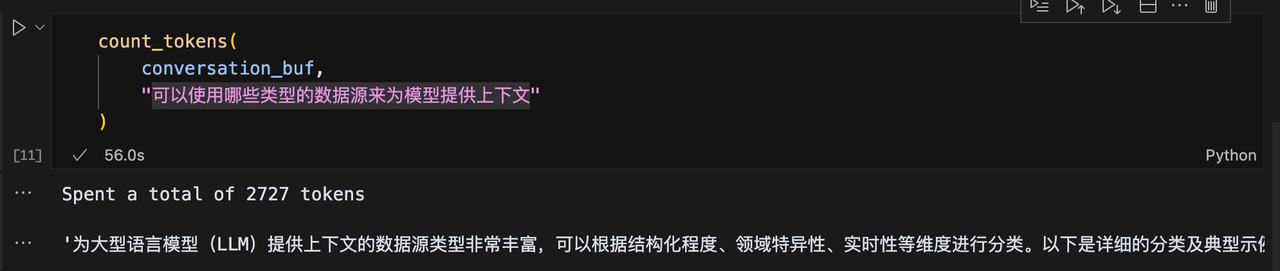 count_tokens(
conversation_buf,
"可以使用哪些类型的数据源来为模型提供上下文"
)
[11]
56.0s
Python
Spent a total of 2727 tokens
'为大型语言模型（LLM）提供上下文的数据源类型非常丰富，可以根据结构化程度、领域特异性、实时性等维度进行分类。以下是详细的分类及典型示